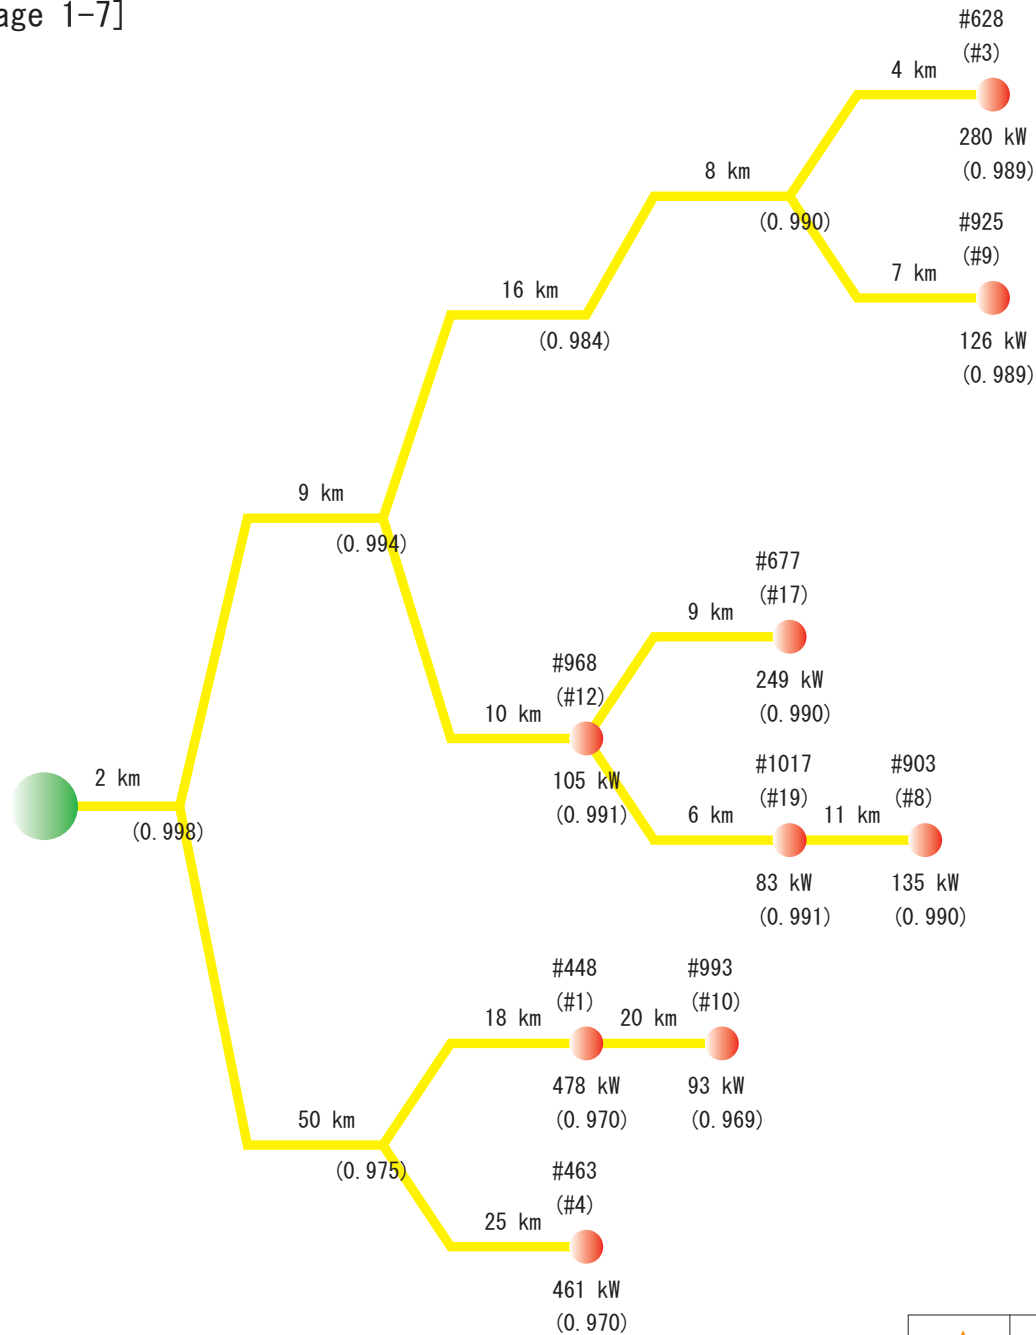 age 1-7]
#628
(#3)
4 km
280 kW
(0.989)
8 km
(0.990)
#925
(#9)
7 km
126 kW
(0.989)
16 km
(0.984)
9 km
(0.994)
#677
(#17)
9 km
249 kW
(0.990)
#968
(#12)
10 km
105 kW
(0.991)
#1017
(#19)
6 km
83 kW
(0.991)
#903
(#8)
11 km
135 kW
(0.990)
2 km
(0.998)
#448
(#1)
18 km
478 kW
(0.970)
#993
(#10)
20 km
93 kW
(0.969)
50 km
(0.975)
#463
(#4)
25 km
461 kW
(0.970)